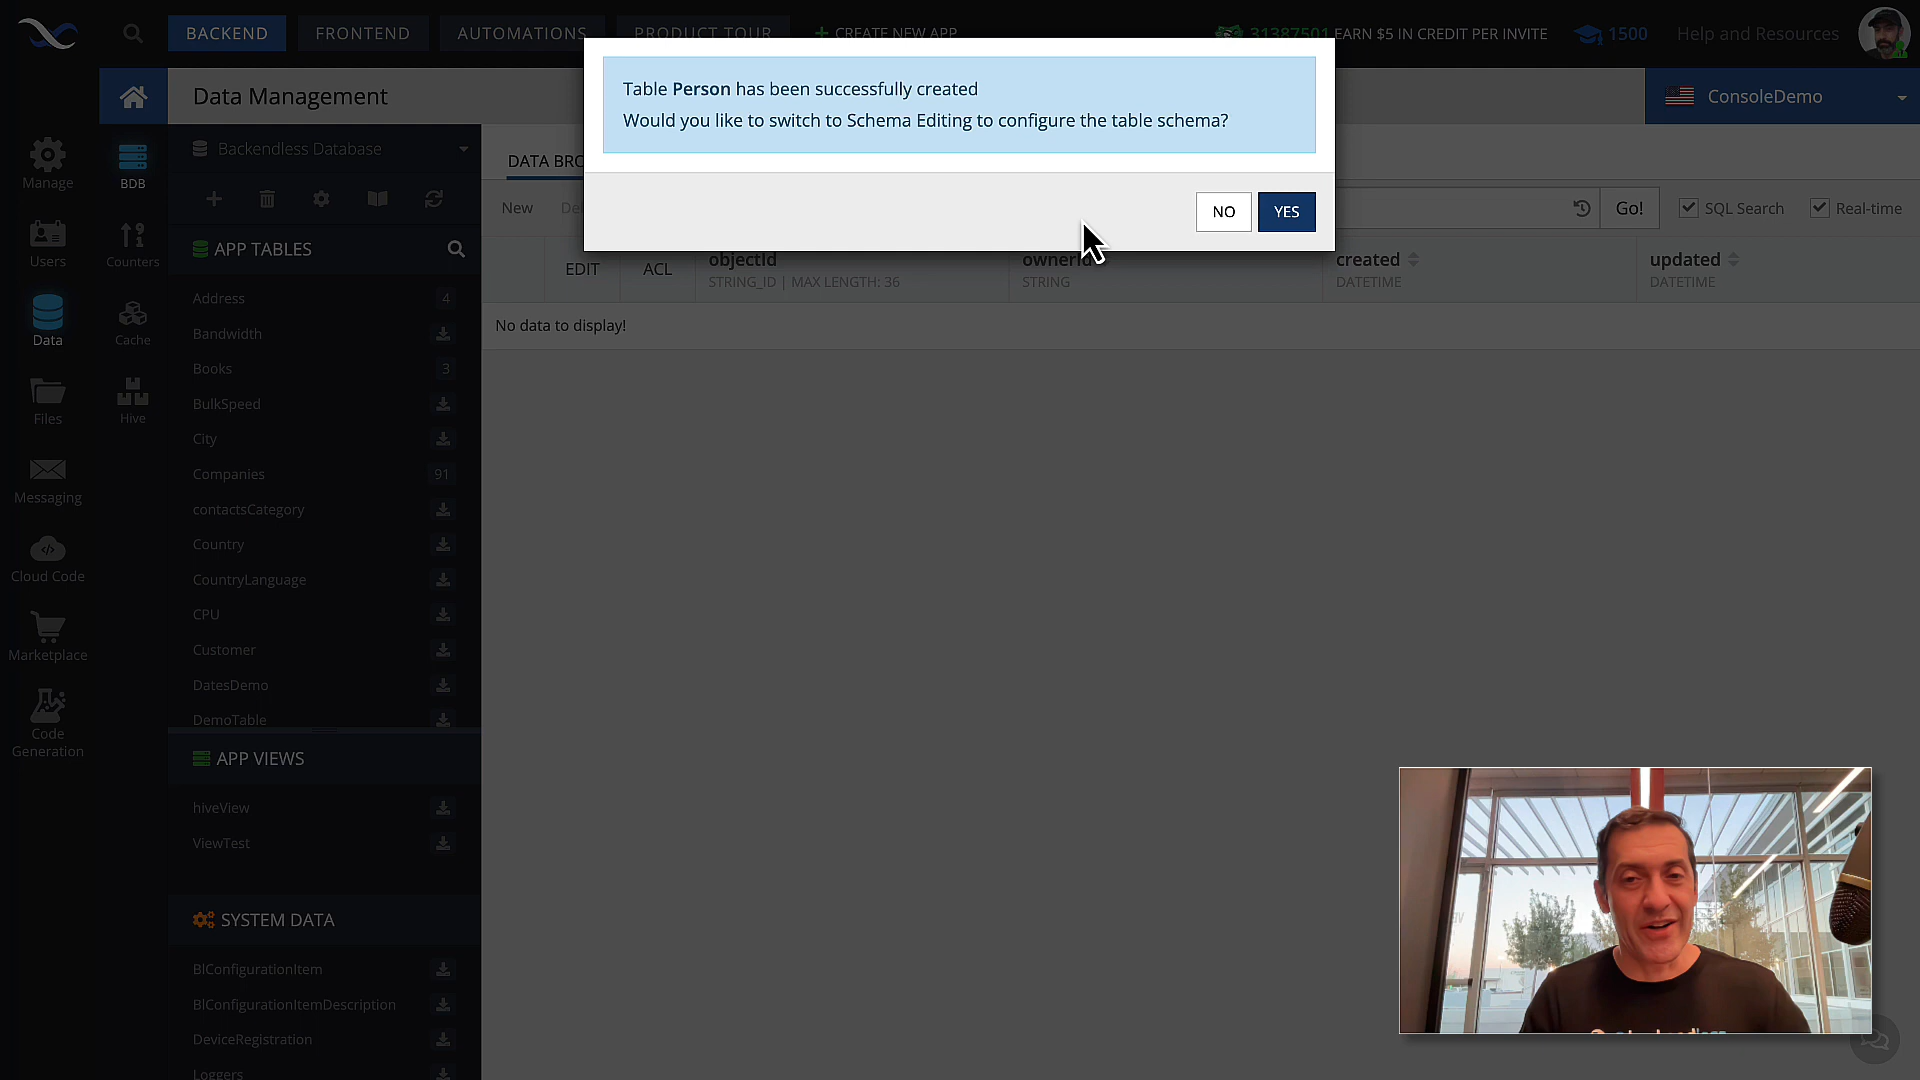 BACKEND
FRONTEND
AUTOMATIONS
PRODUCT TOUR
+ CREATE NEW APP
31387501 EARN $5 IN CREDIT PER INVITE
1500
Help and Resources
Data Management
ConsoleDemo
Table Person has been successfully created
Would you like to switch to Schema Editing to configure the table schema?
NO
YES
Manage
Users
Data
Files
Messaging
Cloud Code
Marketplace
Code
Generation
BDB
Counters
Cache
Hive
Backendless Database
APP TABLES
Address 4
Bandwidth
Books 3
BulkSpeed
City
Companies 91
contactsCategory
Country
CountryLanguage
CPU
Customer
DatesDemo
DemoTable
APP VIEWS
hiveView
ViewTest
SYSTEM DATA
BlConfigurationItem
BlConfigurationItemDescription
DeviceRegistration
Loggers
DATA BRO
New
Del
Go!
SQL Search
Real-time
EDIT
ACL
objectId
STRING_ID | MAX LENGTH: 36
ownerId
STRING
created
DATETIME
updated
DATETIME
No data to display!